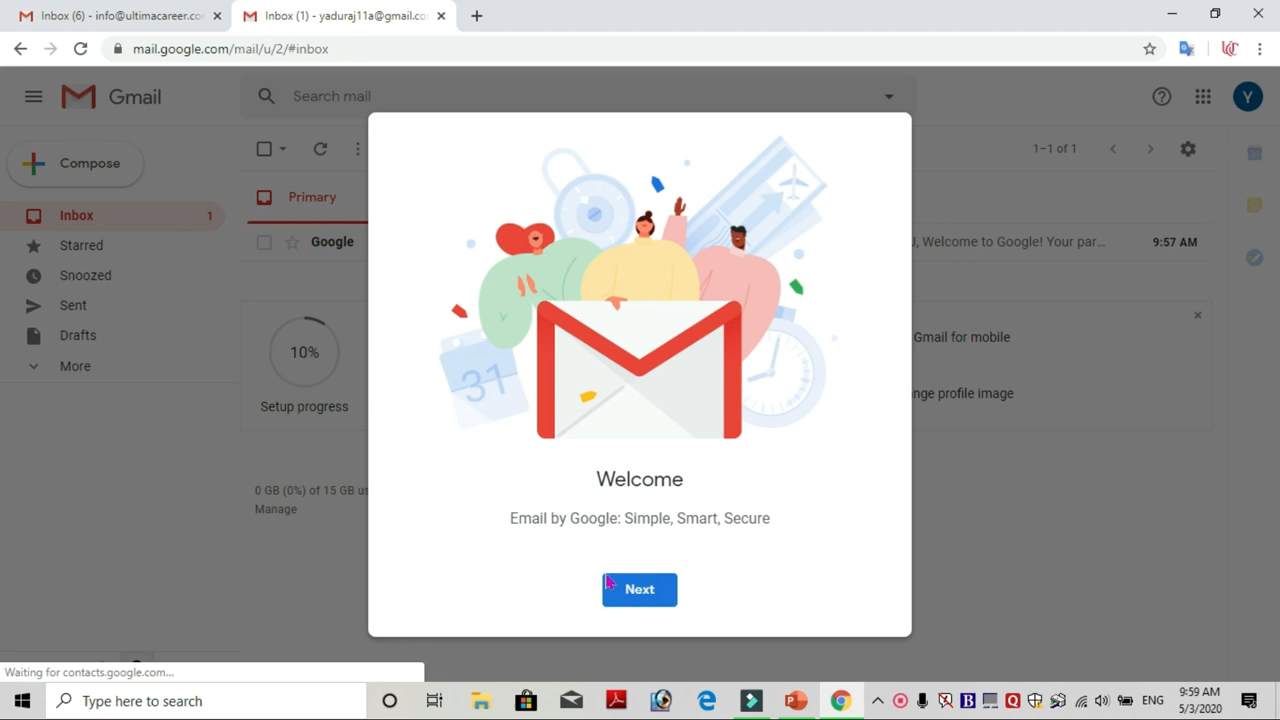 Inbox (6) - info@ultimacareer.cor
Inbox (1) - yaduraj11a@gmail.co
mail.google.com/mail/u/2/#inbox
Gmail
Search mail
Y
Compose
1–1 of 1
Primary
Inbox 1
Google
Welcome to Google! Your par... 9:57 AM
Starred
Snoozed
Sent
Drafts
More
10%
Setup progress
Gmail for mobile
nge profile image
31
0 GB (0%) of 15 GB us
Manage
Welcome
Email by Google: Simple, Smart, Secure
Next
Waiting for contacts.google.com...
Type here to search
ENG
9:59 AM
5/3/2020